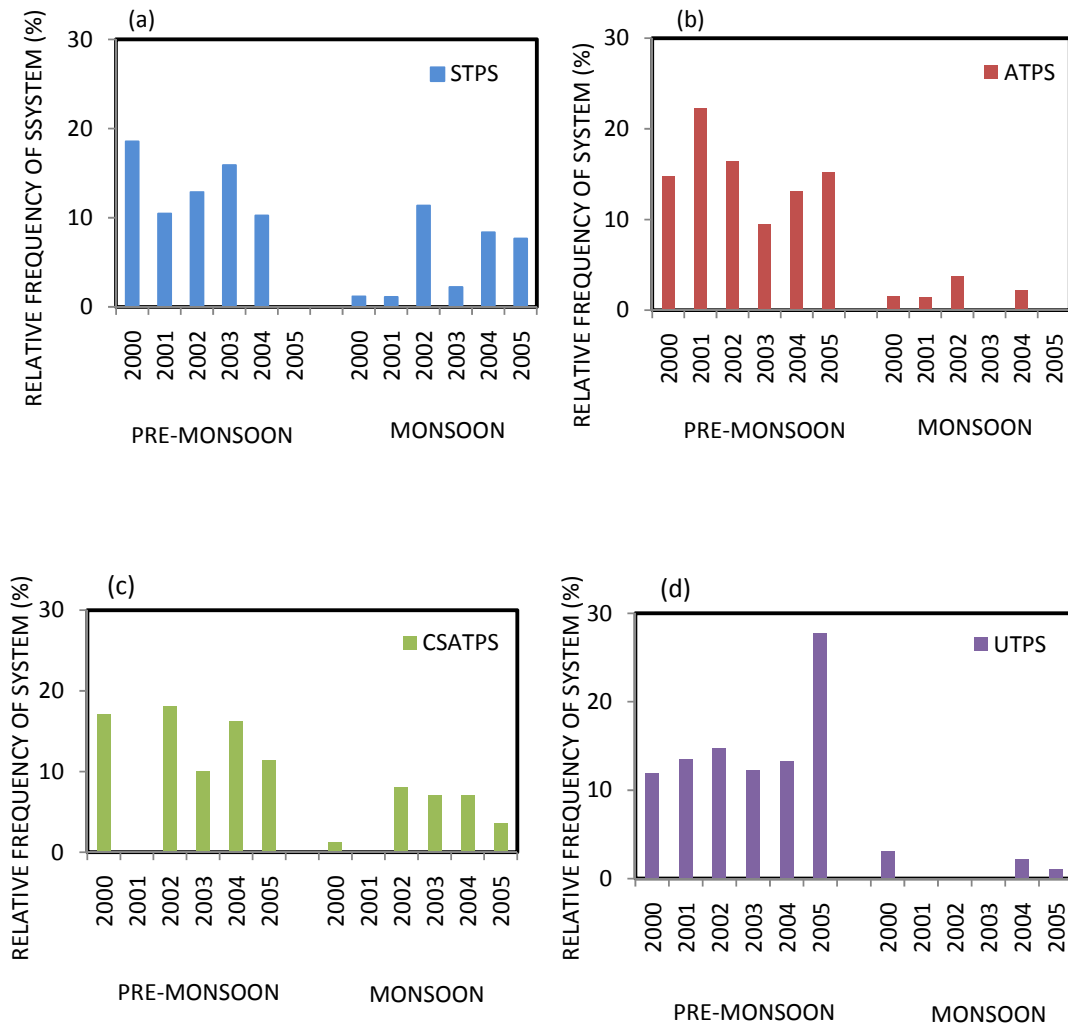 (a)
RELATIVE FREQUENCY OF SSYSTEM (%)
30
20
10
0
STPS
2000 2001 2002 2003 2004 2005 2000 2001 2002 2003 2004 2005
PRE-MONSOON MONSOON
(b)
RELATIVE FREQUENCY OF SYSTEM (%)
30
20
10
0
ATPS
2000 2001 2002 2003 2004 2005 2000 2001 2002 2003 2004 2005
PRE-MONSOON MONSOON
(c)
RELATIVE FREQUENCY OF SYSTEM (%)
30
20
10
0
CSATPS
2000 2001 2002 2003 2004 2005 2000 2001 2002 2003 2004 2005
PRE-MONSOON MONSOON
(d)
RELATIVE FREQUENCY OF SYSTEM (%)
30
20
10
0
UTPS
2000 2001 2002 2003 2004 2005 2000 2001 2002 2003 2004 2005
PRE-MONSOON MONSOON